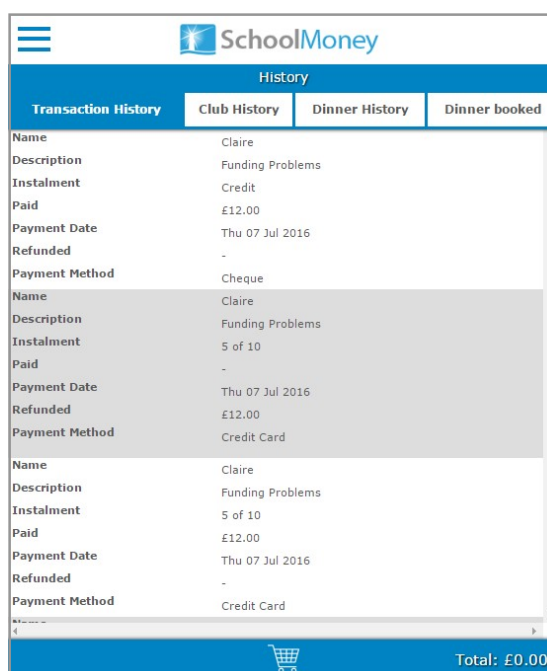 SchoolMoney
History
Transaction History Club History Dinner History Dinner booked
Name Claire
Description Funding Problems
Instalment Credit
Paid £12.00
Payment Date Thu 07 Jul 2016
Refunded -
Payment Method Cheque
Name Claire
Description Funding Problems
Instalment 5 of 10
Paid -
Payment Date Thu 07 Jul 2016
Refunded £12.00
Payment Method Credit Card
Name Claire
Description Funding Problems
Instalment 5 of 10
Paid £12.00
Payment Date Thu 07 Jul 2016
Refunded -
Payment Method Credit Card
Total: £0.00